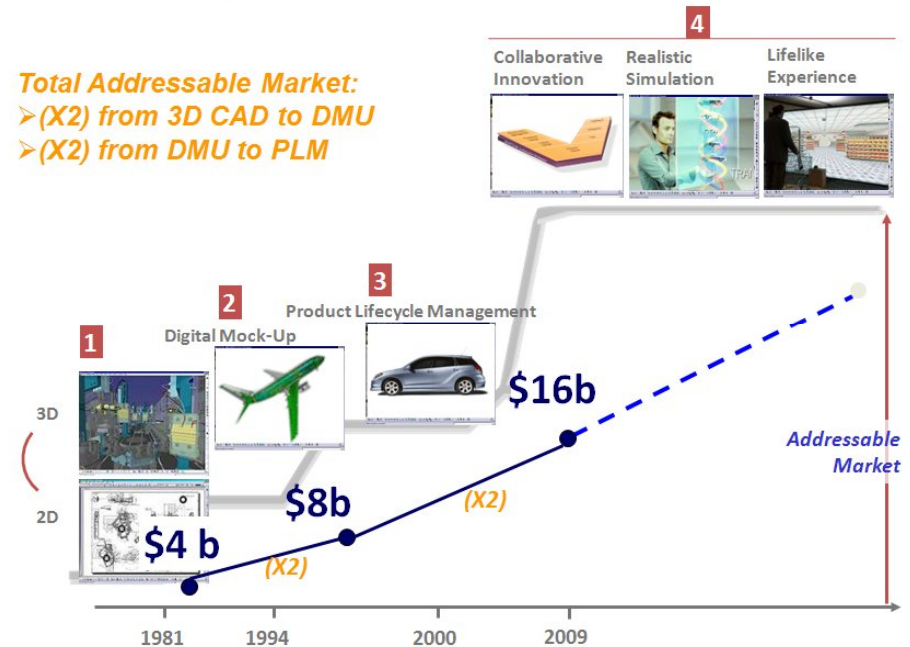 4
Collaborative
Innovation
Realistic
Simulation
Lifelike
Experience
Total Addressable Market:
➢(X2) from 3D CAD to DMU
➢(X2) from DMU to PLM
TRAI
3
2
Product Lifecycle Management
Digital Mock-Up
1
3D
$16b
Addressable
Market
2D
$8b
(X2)
$4 b
(X2)
1981
1994
2000
2009